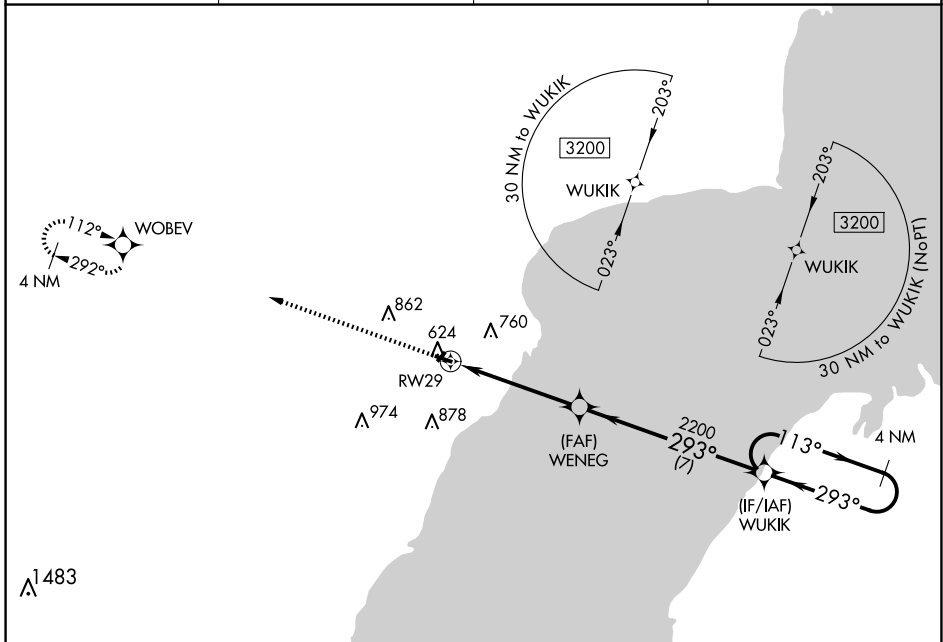 30 NM to WUKIK
203°
3200
WUKIK
023°
203°
3200
WUKIK
023°
30 NM to WUKIK (NoPT)
112°
WOBEV
292°
4 NM
862
760
624
RW29
974
878
(FAF)
WENEG
2200
293°
(7)
113°
4 NM
293°
(IF/IAF)
WUKIK
1483